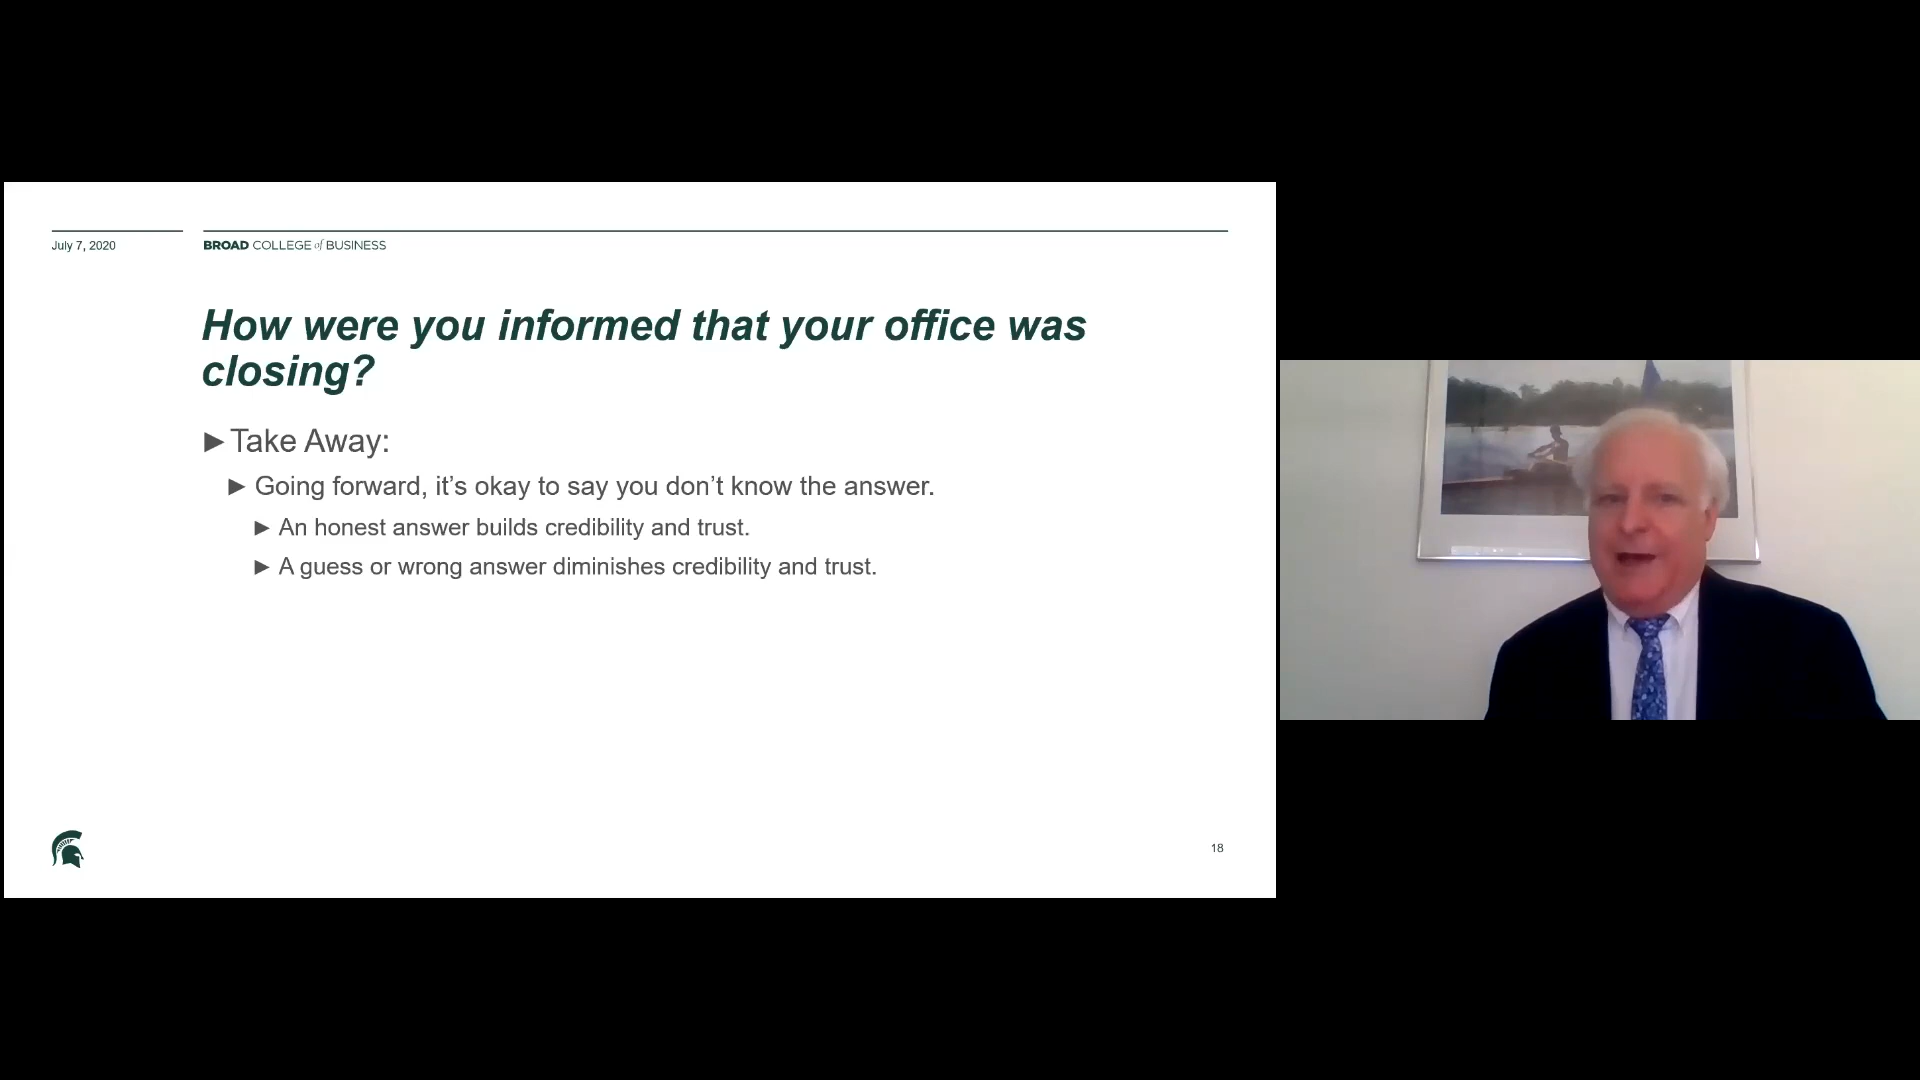 July 7, 2020
BROAD COLLEGE of BUSINESS
How were you informed that your office was
closing?
►Take Away:
► Going forward, it’s okay to say you don’t know the answer.
► An honest answer builds credibility and trust.
► A guess or wrong answer diminishes credibility and trust.
18